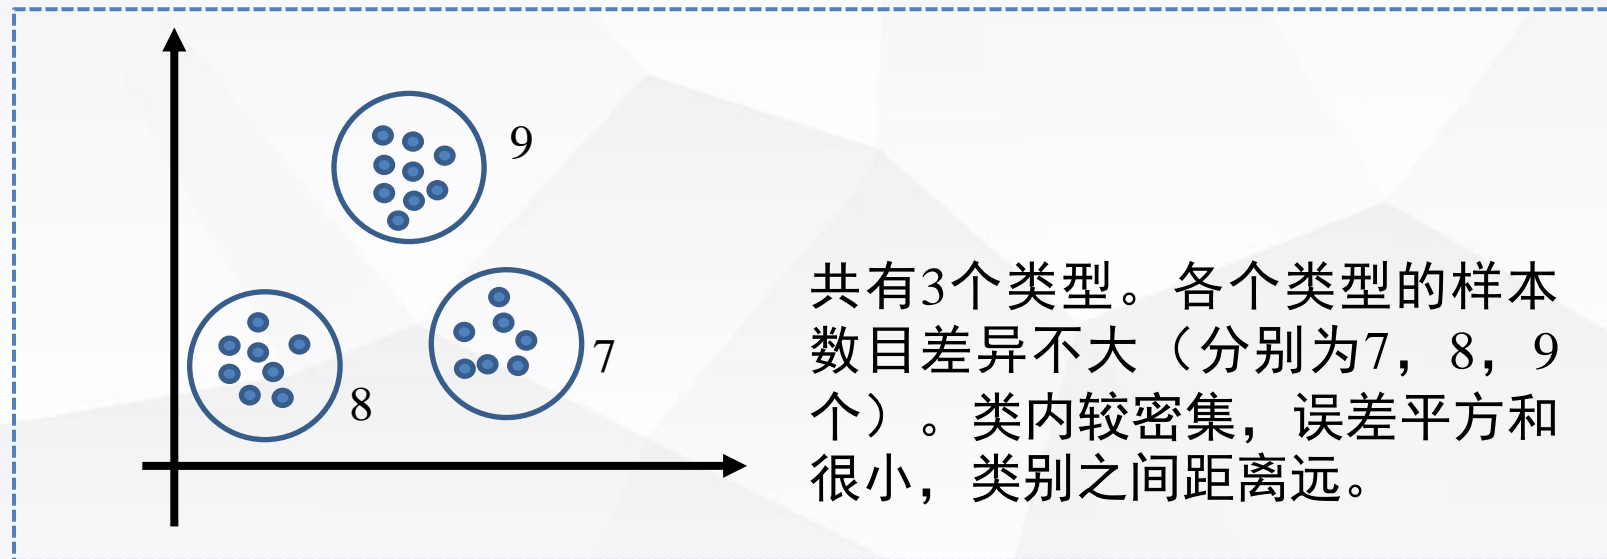 9
8
7
共有3个类型。各个类型的样本
数目差异不大（分别为7，8，9
个）。类内较密集，误差平方和
很小，类别之间距离远。